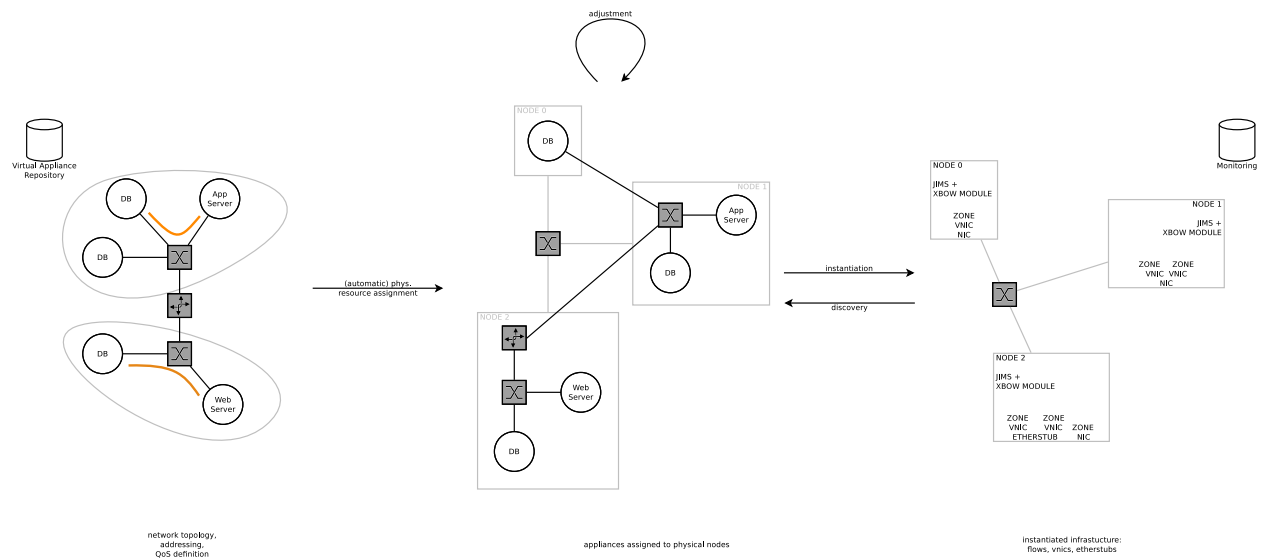 adjustment
Virtual Appliance
Repository
DB
App
Server
DB
DB
Web
Server
(automatic) phys.
resource assignment
NODE 0
DB
NODE 1
App
Server
DB
NODE 2
Web
Server
DB
instantiation
discovery
Monitoring
NODE 0
JIMS +
XBOW MODULE
ZONE
VNIC
NIC
NODE 1
JIMS +
XBOW MODULE
ZONE ZONE
VNIC VNIC
NIC
NODE 2
JIMS +
XBOW MODULE
ZONE ZONE
VNIC VNIC ZONE
ETHERSTUB NIC
network topology,
addressing,
QoS definition
appliances assigned to physical nodes
instantiated infrastucture:
flows, vnics, etherstubs